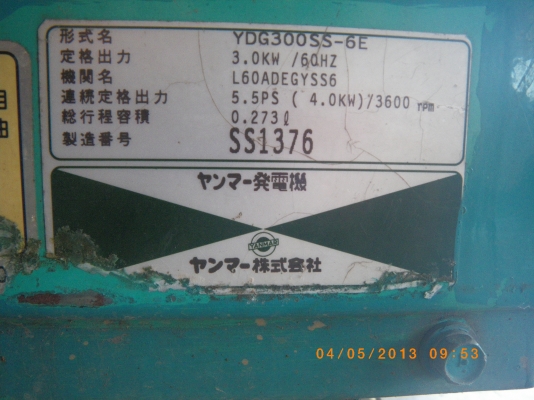 形式名 YDG300SS-6E
定格出力 3.0KW /60HZ
機関名 L60ADEGYSS6
連続定格出力 5.5PS ( 4.0KW)/3600 rpm
総行程容積 0.273ℓ
製造番号 SS1376
ヤンマー発電機
YANMAR
ヤンマー株式会社
用
油
04/05/2013 09:53